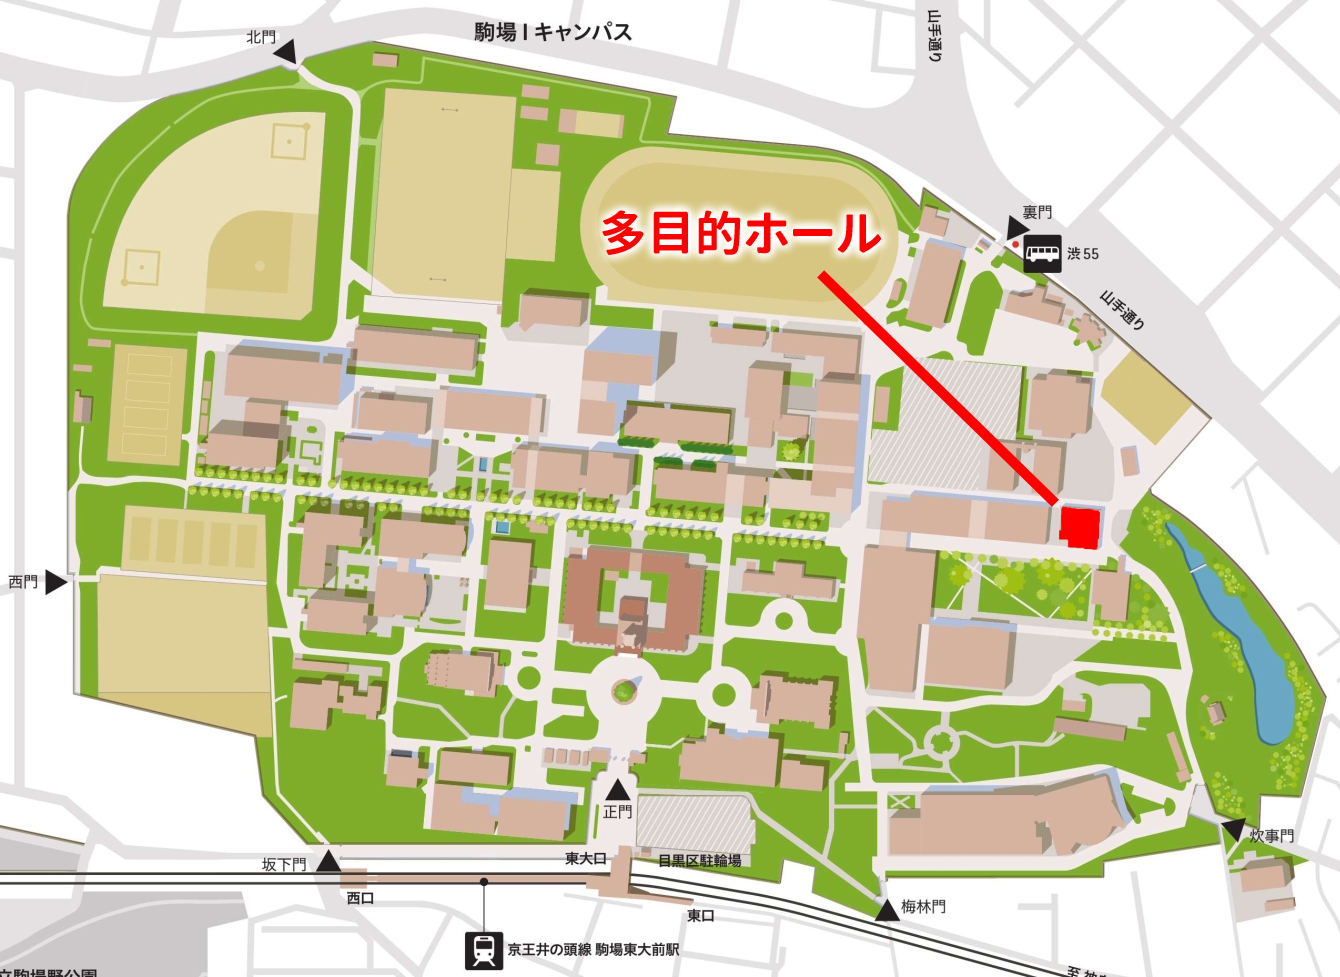 駒場Iキャンパス
北門
山手通り
多目的ホール
裏門
渋55
山手通り
西門
正門
坂下門
東大口
目黒区駐輪場
炊事門
西口
東口
梅林門
京王井の頭線 駒場東大前駅
立駒場野公園
至 神